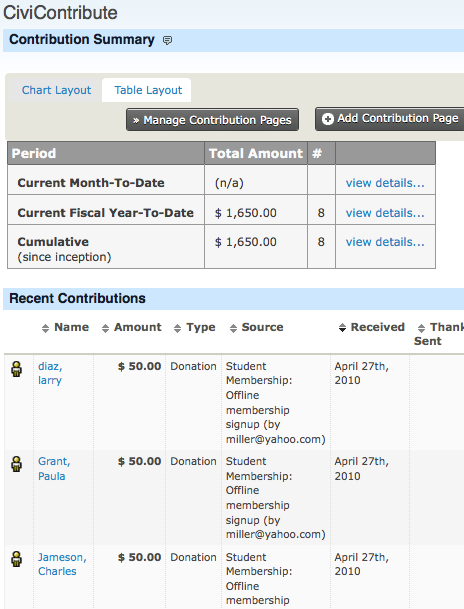 CiviContribute
Contribution Summary
Chart Layout Table Layout
» Manage Contribution Pages Add Contribution Page
Period Total Amount #
Current Month-To-Date (n/a) view details...
Current Fiscal Year-To-Date $ 1,650.00 8 view details...
Cumulative $ 1,650.00 8 view details...
(since inception)
Recent Contributions
Name Amount Type Source Received Thank
Sent
diaz, $ 50.00 Donation Student April 27th,
larry Membership: 2010
Offline
membership
signup (by
miller@yahoo.com)
Grant, $ 50.00 Donation Student April 27th,
Paula Membership: 2010
Offline
membership
signup (by
miller@yahoo.com)
Jameson, $ 50.00 Donation Student April 27th,
Charles Membership: 2010
Offline
membership